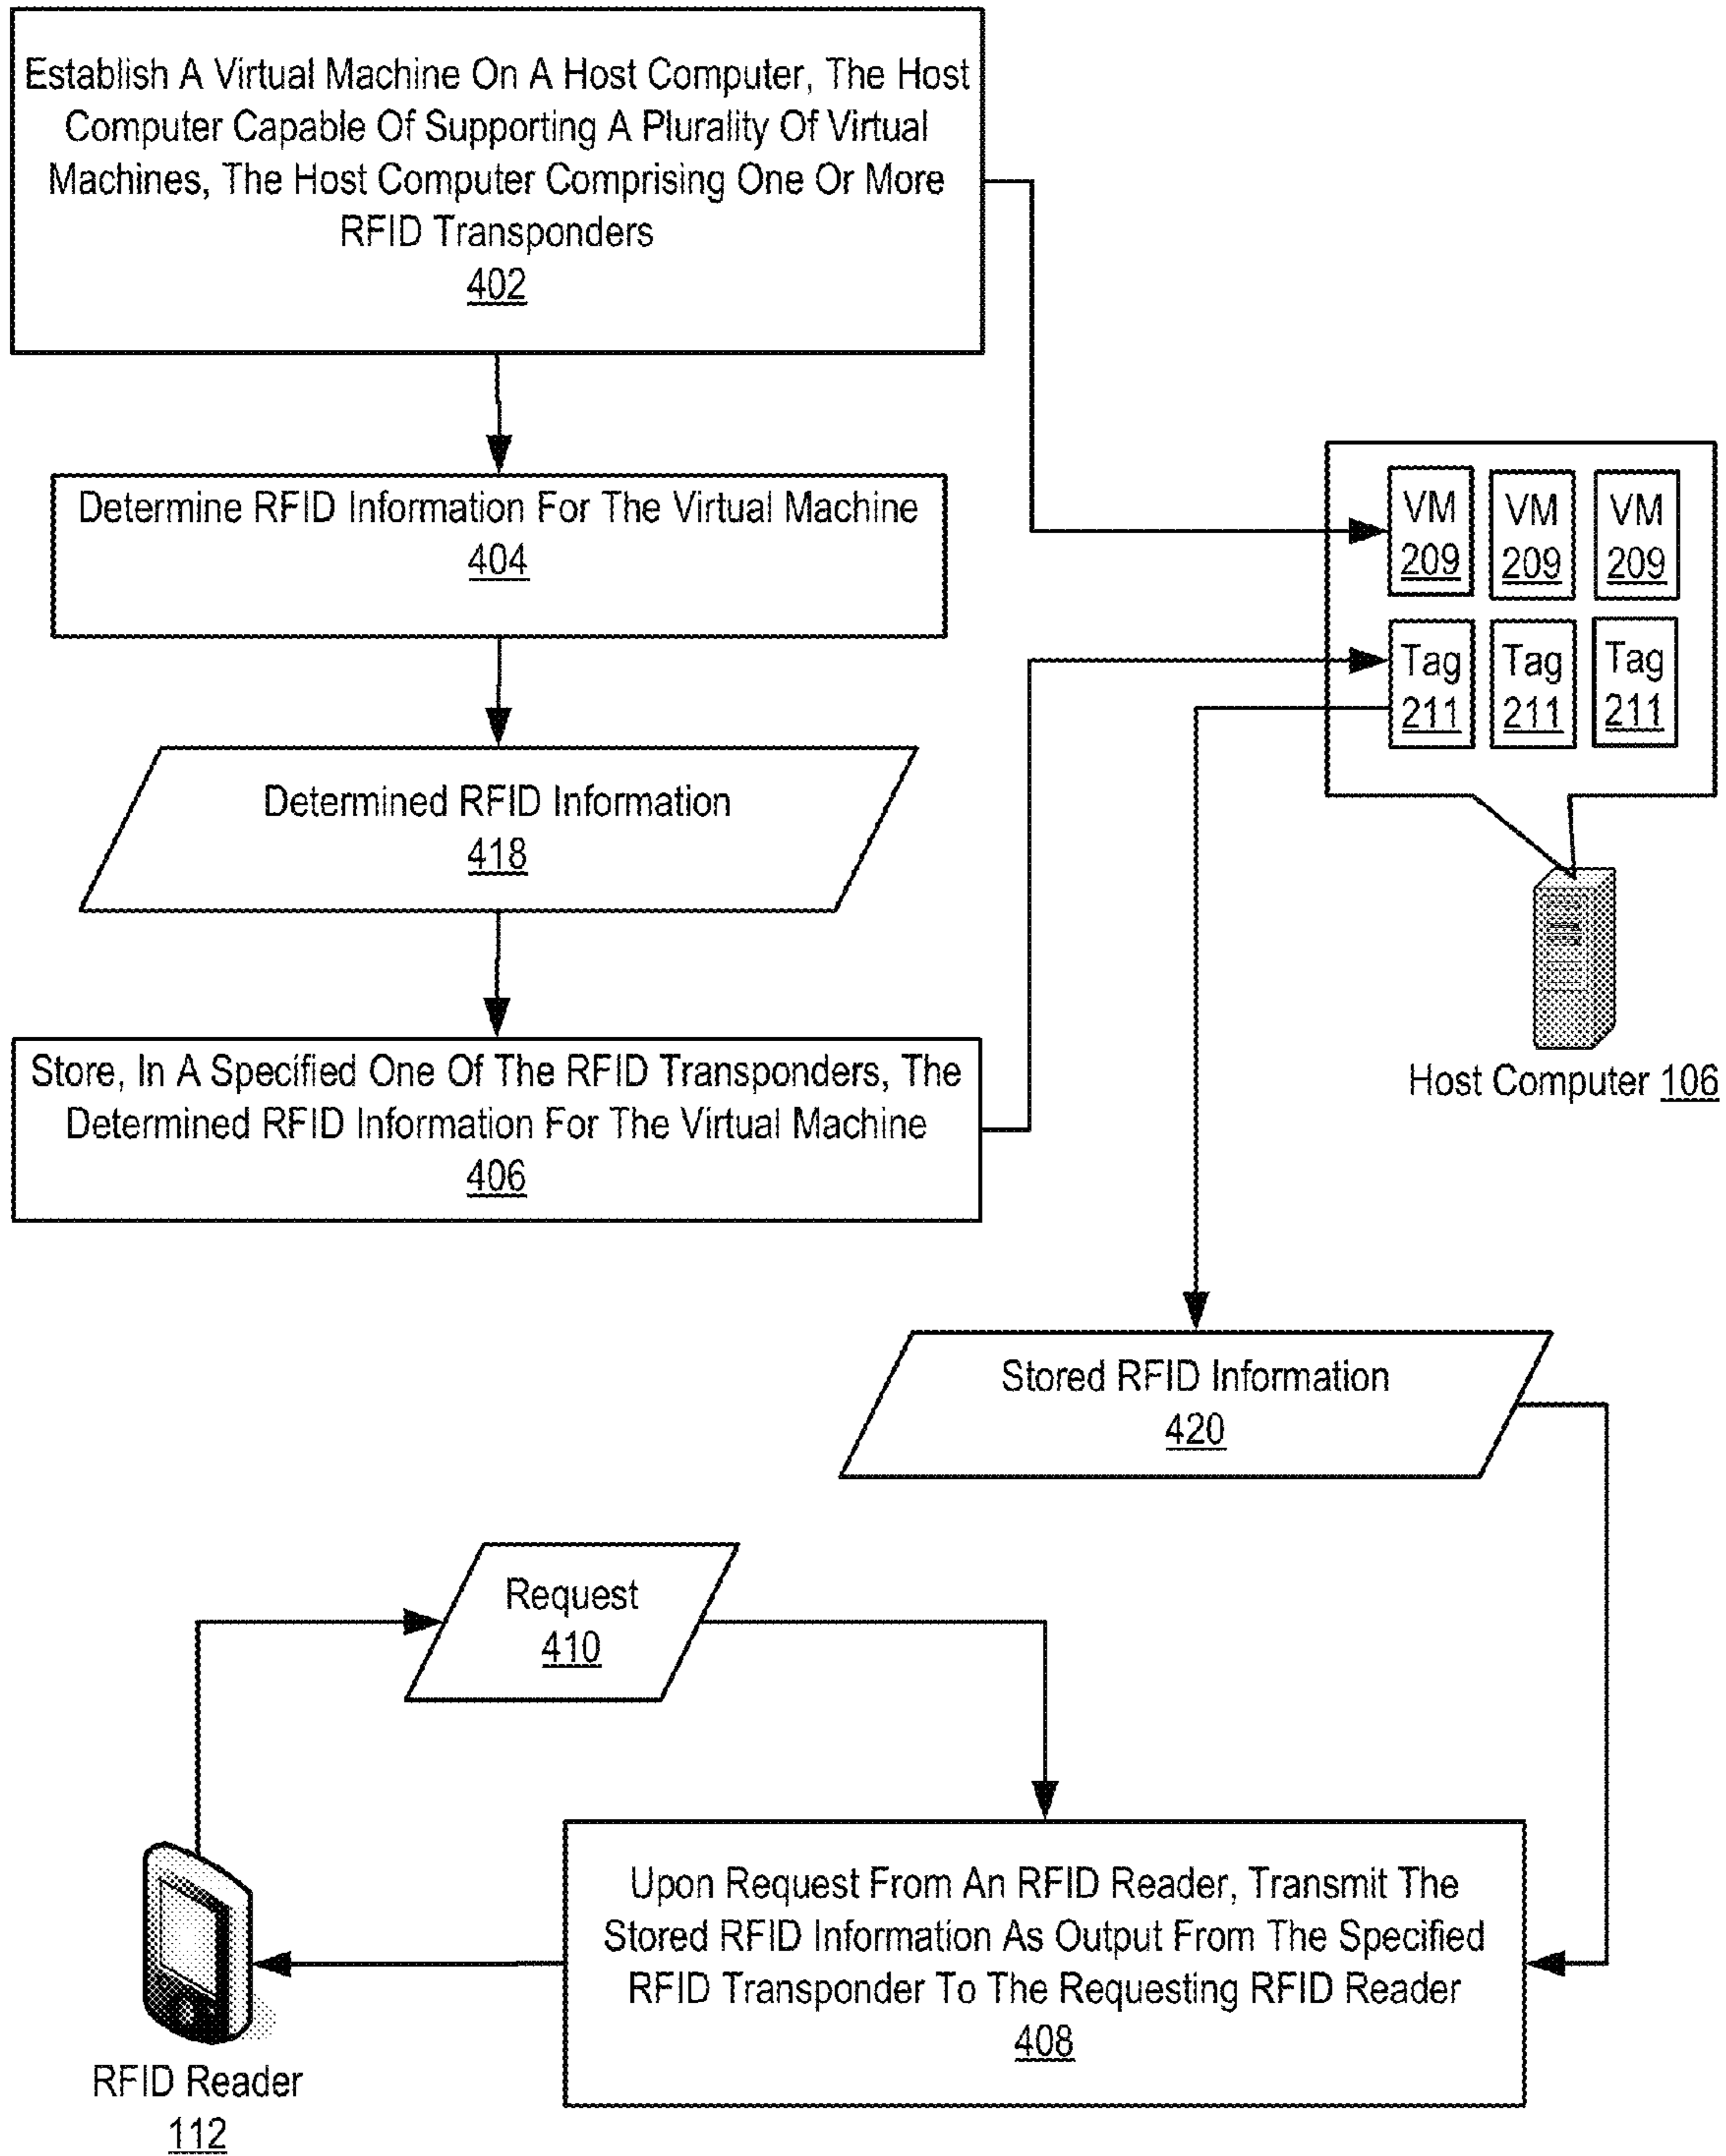 Establish A Virtual Machine On A Host Computer, The Host
Computer Capable Of Supporting A Plurality Of Virtual
Machines, The Host Computer Comprising One Or More
RFID Transponders
402
Determine RFID Information For The Virtual Machine
404
Determined RFID Information
418
Store, In A Specified One Of The RFID Transponders, The
Determined RFID Information For The Virtual Machine
406
VM
209
VM
209
VM
209
Tag
211
Tag
211
Tag
211
Host Computer 106
Stored RFID Information
420
Request
410
Upon Request From An RFID Reader, Transmit The
Stored RFID Information As Output From The Specified
RFID Transponder To The Requesting RFID Reader
408
RFID Reader
112